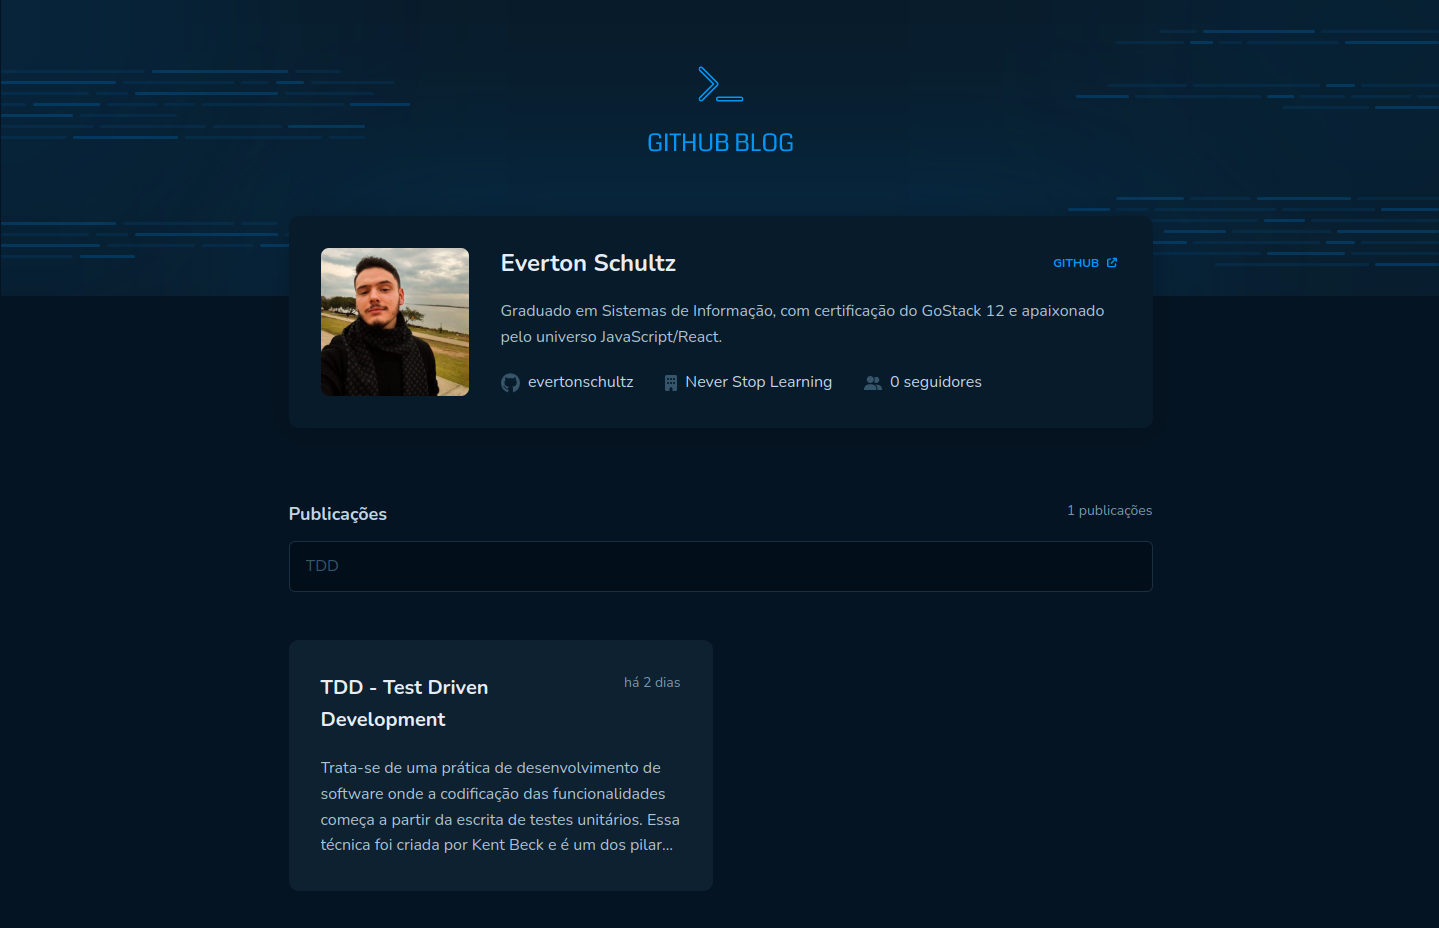 GITHUB BLOG
Everton Schultz
GITHUB
Graduado em Sistemas de Informação, com certificação do GoStack 12 e apaixonado
pelo universo JavaScript/React.
evertonschultz
Never Stop Learning
0 seguidores
Publicações
1 publicações
TDD
TDD - Test Driven
Development
há 2 dias
Trata-se de uma prática de desenvolvimento de
software onde a codificação das funcionalidades
começa a partir da escrita de testes unitários. Essa
técnica foi criada por Kent Beck e é um dos pilar...